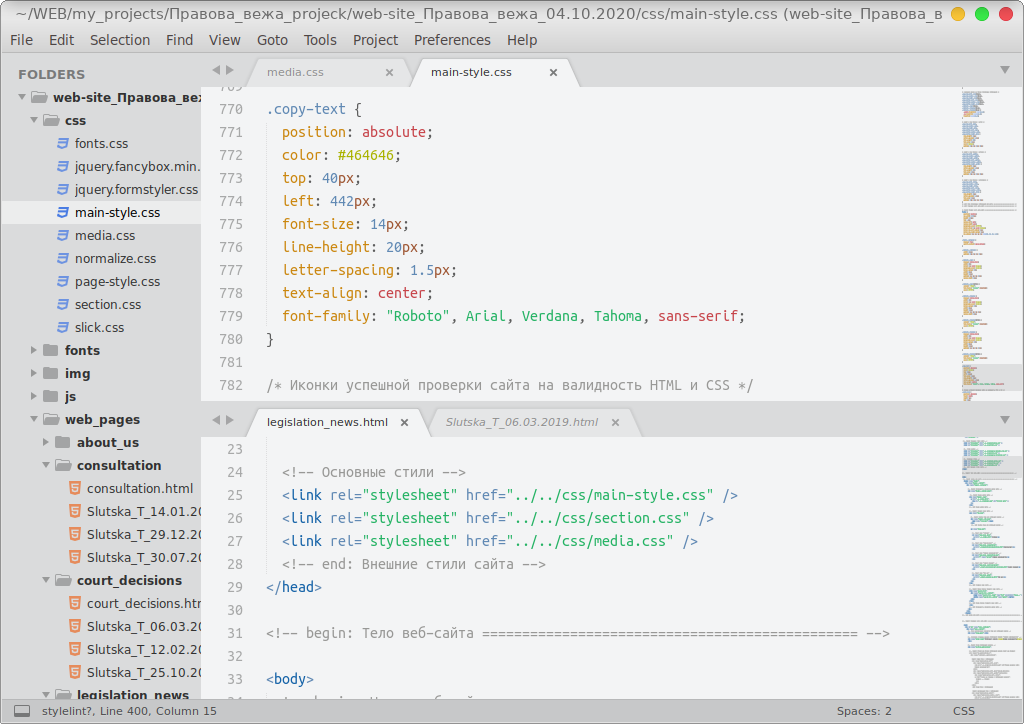 ~/WEB/my_projects/Правова_вежа_projeck/web-site_Правова_вежа_04.10.2020/css/main-style.css (web-site_Правова_в
File Edit Selection Find View Goto Tools Project Preferences Help
FOLDERS
web-site_Правова_веж
css
fonts.css
jquery.fancybox.min.
jquery.formstyler.css
main-style.css
media.css
normalize.css
page-style.css
section.css
slick.css
fonts
img
js
web_pages
about_us
consultation
consultation.html
Slutska_T_14.01.20
Slutska_T_29.12.20
Slutska_T_30.07.20
court_decisions
court_decisions.htm
Slutska_T_06.03.20
Slutska_T_12.02.20
Slutska_T_25.10.20
legislation_news
media.css × main-style.css ×
769
770 .copy-text {
771 position: absolute;
772 color: #464646;
773 top: 40px;
774 left: 442px;
775 font-size: 14px;
776 line-height: 20px;
777 letter-spacing: 1.5px;
778 text-align: center;
779 font-family: "Roboto", Arial, Verdana, Tahoma, sans-serif;
780 }
781
782 /* Иконки успешной проверки сайта на валидность HTML и CSS */
legislation_news.html × Slutska_T_06.03.2019.html ×
23
24 <!-- Основные стили -->
25 <link rel="stylesheet" href="../../css/main-style.css" />
26 <link rel="stylesheet" href="../../css/section.css" />
27 <link rel="stylesheet" href="../../css/media.css" />
28 <!-- end: Внешние стили сайта -->
29 </head>
30
31 <!-- begin: Тело веб-сайта =============================================== -->
32
33 <body>
stylelint?, Line 400, Column 15
Spaces: 2 CSS